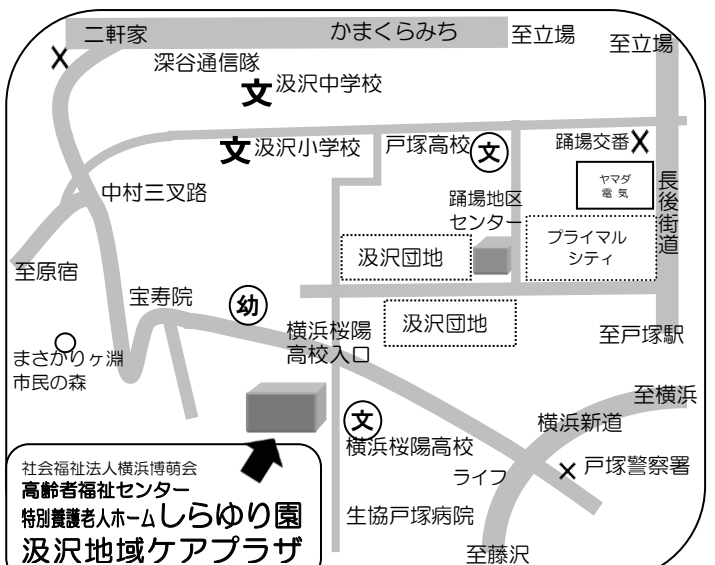 二軒家
かまくらみち
至立場
至立場
深谷通信隊
文
汲沢中学校
文
汲沢小学校
戸塚高校
文
踊場交番
ヤマダ
電気
長後街道
中村三叉路
踊場地区
センター
プライマル
シティ
汲沢団地
至原宿
宝寿院
幼
汲沢団地
横浜桜陽
高校入口
至戸塚駅
まさかりヶ淵
市民の森
至横浜
横浜新道
文
横浜桜陽高校
ライフ
戸塚警察署
生協戸塚病院
至藤沢
社会福祉法人横浜博萌会
高齢者福祉センター
特別養護老人ホームしらゆり園
汲沢地域ケアプラザ